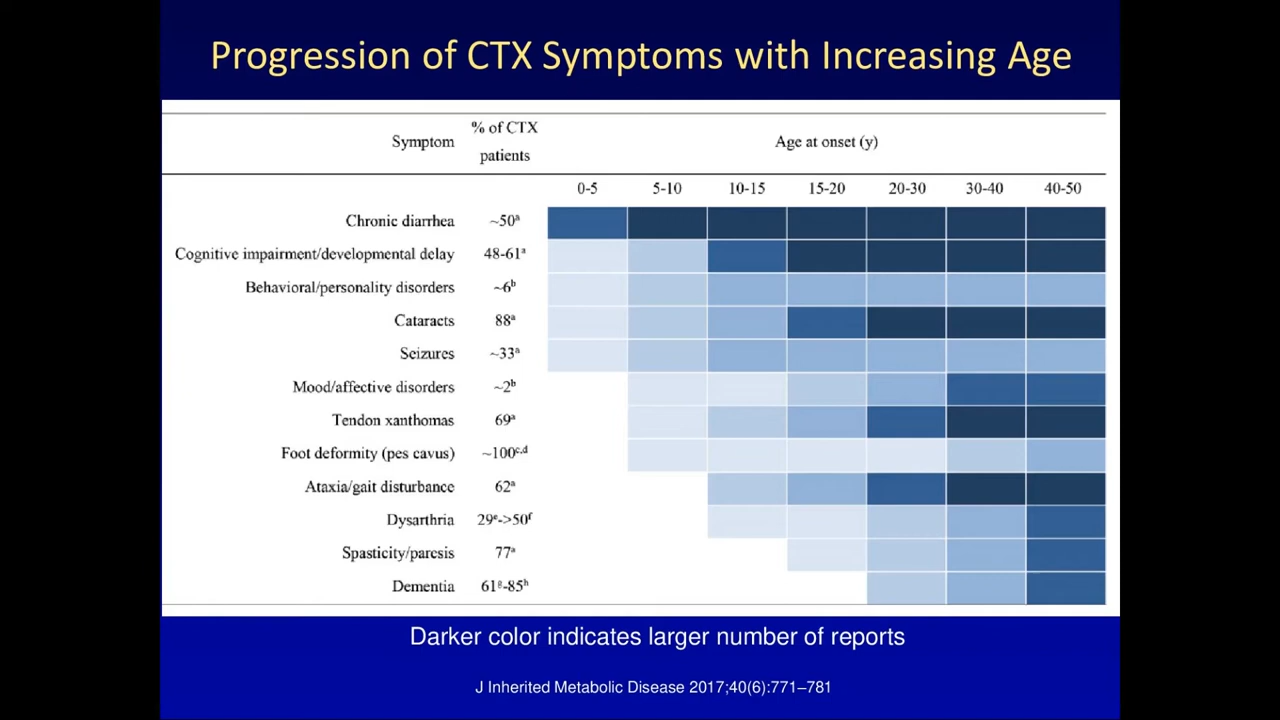 Progression of CTX Symptoms with Increasing Age
Symptom % of CTX patients Age at onset (y)
0-5 5-10 10-15 15-20 20-30 30-40 40-50
Chronic diarrhea ~50ᵃ
Cognitive impairment/developmental delay 48-61ᵃ
Behavioral/personality disorders ~6ᵇ
Cataracts 88ᵃ
Seizures ~33ᵃ
Mood/affective disorders ~2ᵇ
Tendon xanthomas 69ᵃ
Foot deformity (pes cavus) ~100ᶜ,ᵈ
Ataxia/gait disturbance 62ᵃ
Dysarthria 29ᵉ->50ᶠ
Spasticity/paresis 77ᵃ
Dementia 61ᵍ-85ʰ
Darker color indicates larger number of reports
J Inherited Metabolic Disease 2017;40(6):771–781